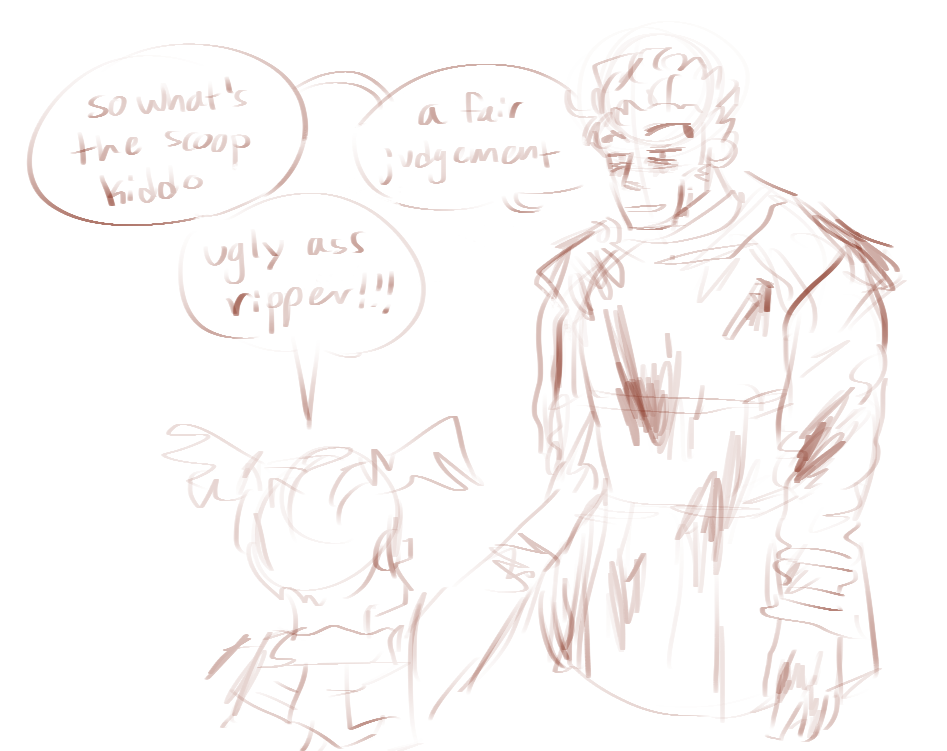 so what's
the scoop
kiddo
ugly ass
ripper!!!
a fair
judgement